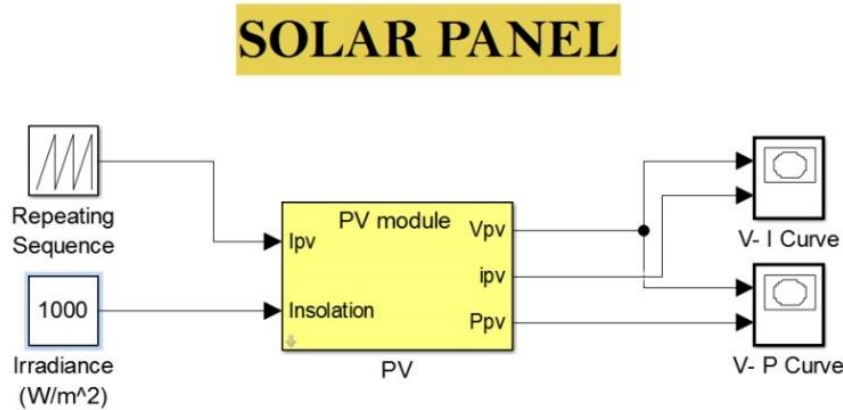 SOLAR PANEL
Repeating
Sequence
1000
Irradiance
(W/m^2)
PV module
Ipv
Insolation
Vpv
ipv
Ppv
PV
V- I Curve
V- P Curve